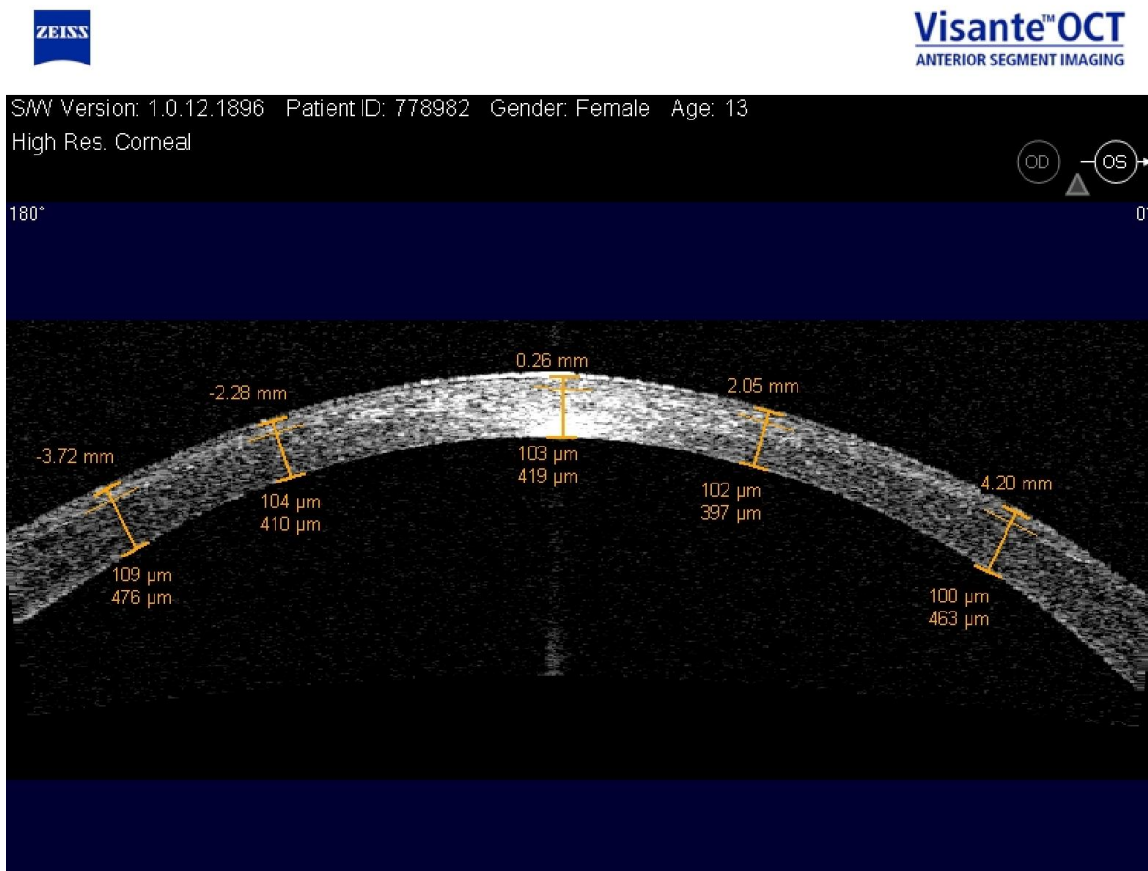 ZEISS
Visante™ OCT
ANTERIOR SEGMENT IMAGING
S/W Version: 1.0.12.1896 Patient ID: 778982 Gender: Female Age: 13
High Res. Corneal
OD OS
180°
0.26 mm
-2.28 mm
2.05 mm
-3.72 mm
4.20 mm
103 µm
419 µm
104 µm
410 µm
102 µm
397 µm
109 µm
476 µm
100 µm
463 µm